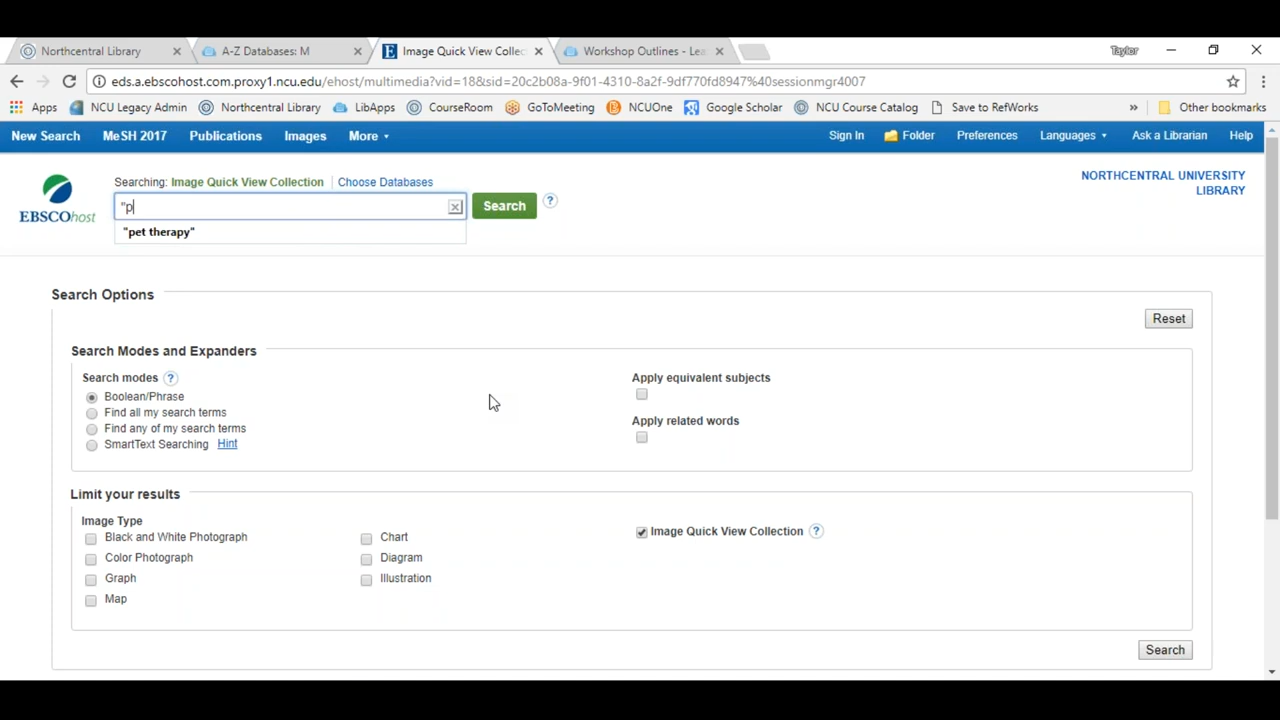 Northcentral Library
A-Z Databases: M
Image Quick View Collec
Workshop Outlines - Lea
Taylor
eds.a.ebscohost.com.proxy1.ncu.edu/ehost/multimedia?vid=18&sid=20c2b08a-9f01-4310-8a2f-9df770fd8947%40sessionmgr4007
Apps NCU Legacy Admin Northcentral Library LibApps CourseRoom GoToMeeting NCUOne Google Scholar NCU Course Catalog Save to RefWorks » Other bookmarks
New Search MeSH 2017 Publications Images More Sign In Folder Preferences Languages Ask a Librarian Help
Searching: Image Quick View Collection Choose Databases
NORTHCENTRAL UNIVERSITY
LIBRARY
EBSCOhost
"p
Search
?
"pet therapy"
Search Options
Reset
Search Modes and Expanders
Search modes ?
Boolean/Phrase
Find all my search terms
Find any of my search terms
SmartText Searching Hint
Apply equivalent subjects
Apply related words
Limit your results
Image Type
Black and White Photograph
Color Photograph
Graph
Map
Chart
Diagram
Illustration
Image Quick View Collection ?
Search